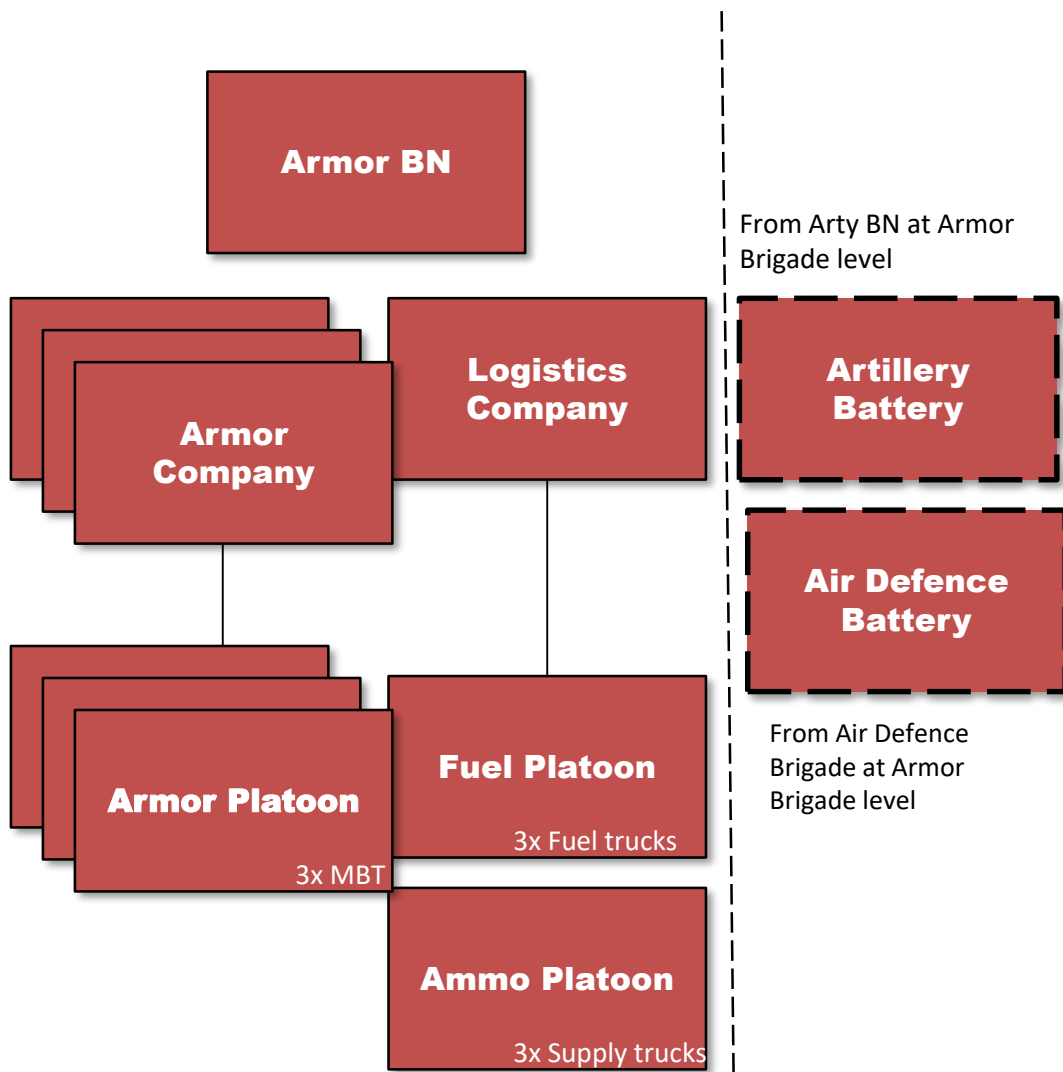 Armor BN
From Arty BN at Armor
Brigade level
Armor
Company
Logistics
Company
Artillery
Battery
Air Defence
Battery
Armor Platoon
3x MBT
Fuel Platoon
3x Fuel trucks
From Air Defence
Brigade at Armor
Brigade level
Ammo Platoon
3x Supply trucks